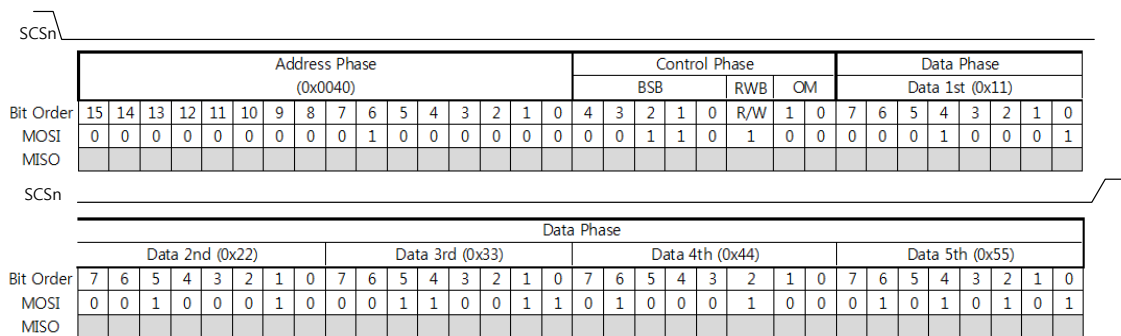 SCSn
Address Phase Control Phase Data Phase
(0x0040) BSB RWB OM Data 1st (0x11)
Bit Order 15 14 13 12 11 10 9 8 7 6 5 4 3 2 1 0 4 3 2 1 0 R/W 1 0 7 6 5 4 3 2 1 0
MOSI 0 0 0 0 0 0 0 0 0 1 0 0 0 0 0 0 0 0 1 1 0 1 0 0 0 0 0 1 0 0 0 1
MISO
SCSn
Data Phase
Data 2nd (0x22) Data 3rd (0x33) Data 4th (0x44) Data 5th (0x55)
Bit Order 7 6 5 4 3 2 1 0 7 6 5 4 3 2 1 0 7 6 5 4 3 2 1 0 7 6 5 4 3 2 1 0
MOSI 0 0 1 0 0 0 1 0 0 0 1 1 0 0 1 1 0 1 0 0 0 1 0 0 0 1 0 1 0 1 0 1
MISO